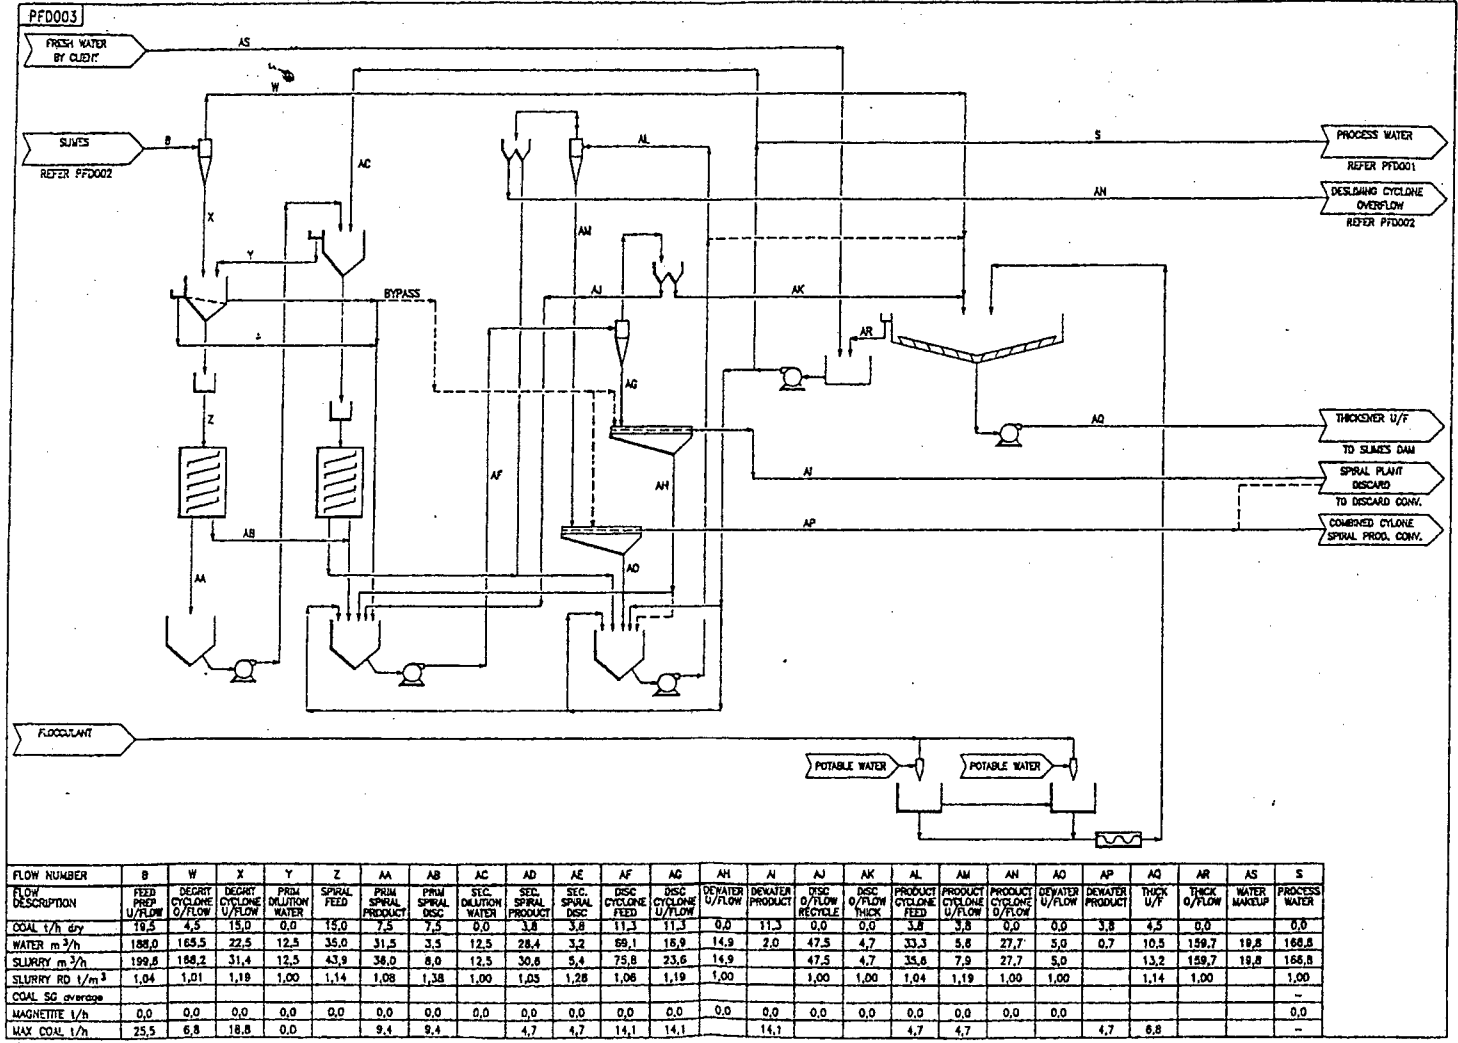 PFD003
FRESH WATER
BY CLIENT
AS
W
SLIMES
B
REFER PFD002
AC
AL
S
PROCESS WATER
REFER PFD001
AN
DESLIMING CYCLONE
OVERFLOW
REFER PFD002
X
Y
AM
BYPASS
AJ
AK
AR
AG
Z
AQ
THICKENER U/F
TO SLIMES DAM
AF
AH
AI
SPIRAL PLANT
DISCARD
TO DISCARD CONV.
AB
AP
COMBINED CYLONE
SPIRAL PROD. CONV.
AA
AO
FLOCCULANT
POTABLE WATER
POTABLE WATER
FLOW NUMBER B W X Y Z AA AB AC AD AE AF AG AH AI AJ AK AL AM AN AO AP AQ AR AS S
FLOW DESCRIPTION FEED PREP U/FLOW DEGRIT CYCLONE O/FLOW DEGRIT CYCLONE U/FLOW PRIM DILUTION WATER SPIRAL FEED PRIM SPIRAL PRODUCT PRIM SPIRAL DISC SEC. DILUTION WATER SEC. SPIRAL PRODUCT SEC. SPIRAL DISC DISC CYCLONE FEED DISC CYCLONE U/FLOW DEWATER U/FLOW DEWATER PRODUCT DISC O/FLOW RECYCLE DISC O/FLOW THICK PRODUCT CYCLONE FEED PRODUCT CYCLONE U/FLOW PRODUCT CYCLONE O/FLOW DEWATER U/FLOW DEWATER PRODUCT THICK U/F THICK O/FLOW WATER MAKEUP PROCESS WATER
COAL t/h dry 19,5 4,5 15,0 0,0 15,0 7,5 7,5 0,0 3,8 3,8 11,3 11,3 0,0 11,3 0,0 0,0 3,8 3,8 0,0 0,0 3,8 4,5 0,0 0,0
WATER m³/h 188,0 165,5 22,5 12,5 35,0 31,5 3,5 12,5 28,4 3,2 69,1 16,9 14,9 2,0 47,5 4,7 33,3 5,6 27,7 5,0 0,7 10,5 159,7 19,8 166,8
SLURRY m³/h 199,6 168,2 31,4 12,5 43,9 36,0 8,0 12,5 30,6 5,4 75,8 23,6 14,9 47,5 4,7 35,6 7,9 27,7 5,0 13,2 159,7 19,8 166,8
SLURRY RD t/m³ 1,04 1,01 1,19 1,00 1,14 1,08 1,38 1,00 1,05 1,28 1,06 1,19 1,00 1,00 1,00 1,04 1,19 1,00 1,00 1,14 1,00 1,00
COAL SG average –
MAGNETITE t/h 0,0 0,0 0,0 0,0 0,0 0,0 0,0 0,0 0,0 0,0 0,0 0,0 0,0 0,0 0,0 0,0 0,0 0,0 0,0 0,0 0,0
MAX COAL t/h 25,5 6,8 18,8 0,0 9,4 9,4 4,7 4,7 14,1 14,1 14,1 4,7 4,7 4,7 6,8 –